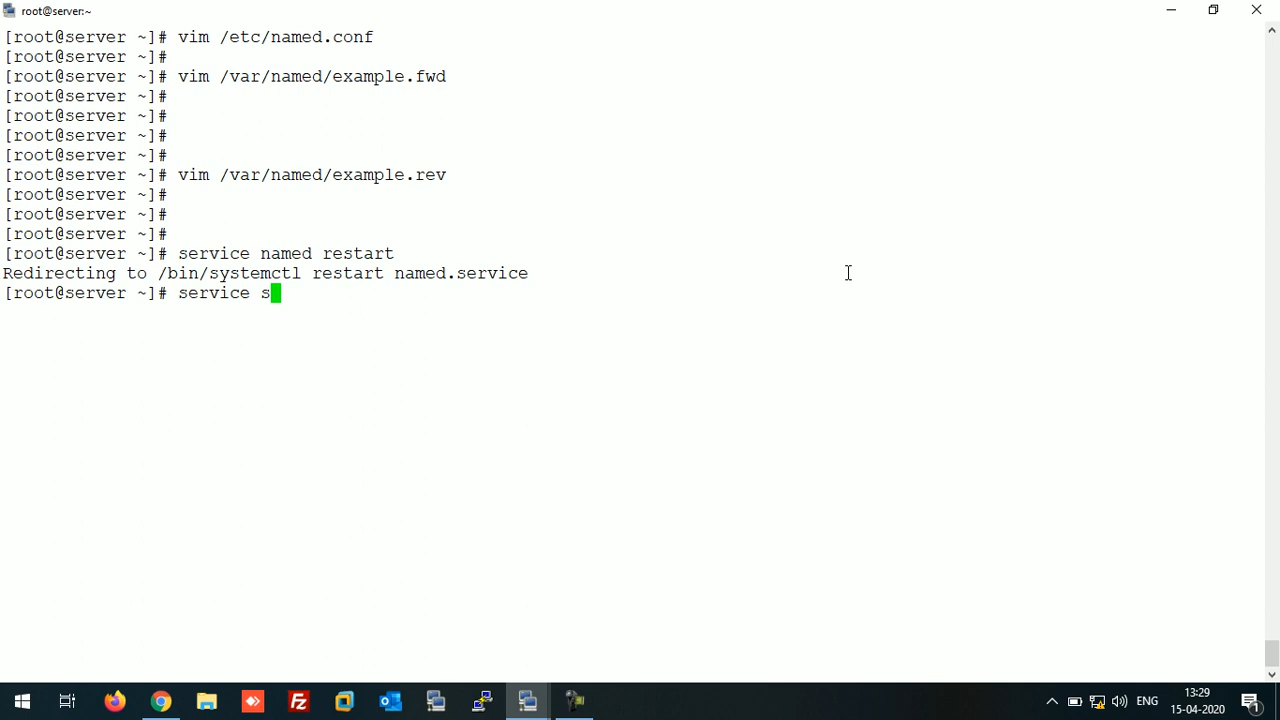 root@server:~
[root@server ~]# vim /etc/named.conf
[root@server ~]#
[root@server ~]# vim /var/named/example.fwd
[root@server ~]#
[root@server ~]#
[root@server ~]#
[root@server ~]#
[root@server ~]# vim /var/named/example.rev
[root@server ~]#
[root@server ~]#
[root@server ~]#
[root@server ~]# service named restart
Redirecting to /bin/systemctl restart named.service
[root@server ~]# service s
ENG
13:29
15-04-2020
1